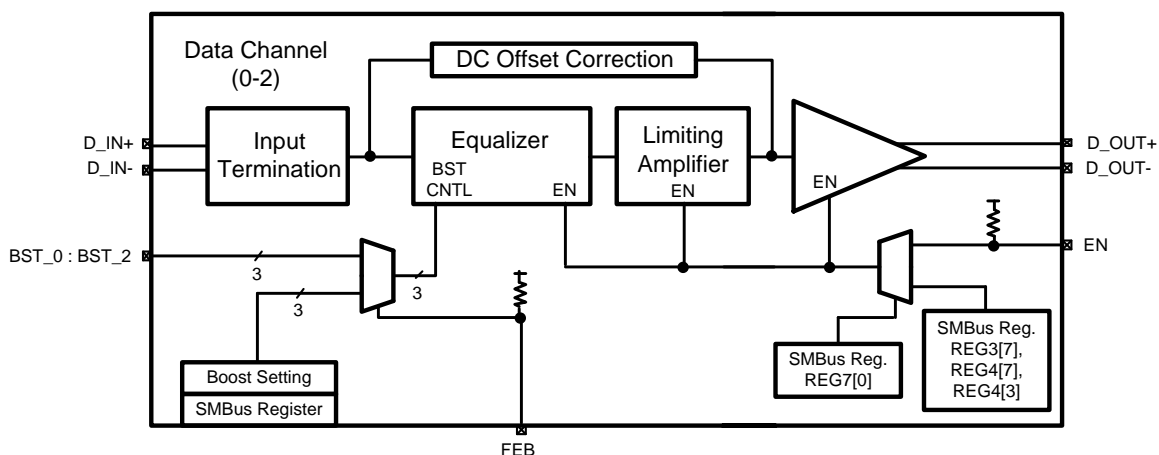 Data Channel
(0-2)
DC Offset Correction
D_IN+
D_IN-
Input
Termination
Equalizer
BST
CNTL
EN
Limiting
Amplifier
EN
EN
D_OUT+
D_OUT-
EN
BST_0 : BST_2
3
3
3
Boost Setting
SMBus Register
FEB
SMBus Reg.
REG7[0]
SMBus Reg.
REG3[7],
REG4[7],
REG4[3]